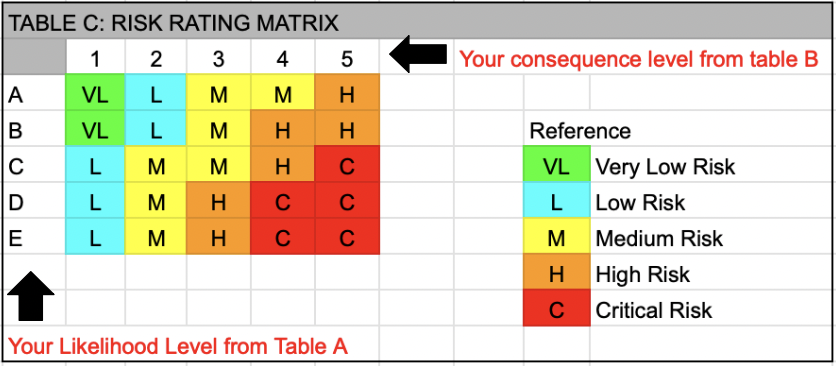 TABLE C: RISK RATING MATRIX
1 2 3 4 5 Your consequence level from table B
A VL L M M H
B VL L M H H Reference
C L M M H C VL Very Low Risk
D L M H C C L Low Risk
E L M H C C M Medium Risk
H High Risk
C Critical Risk
Your Likelihood Level from Table A